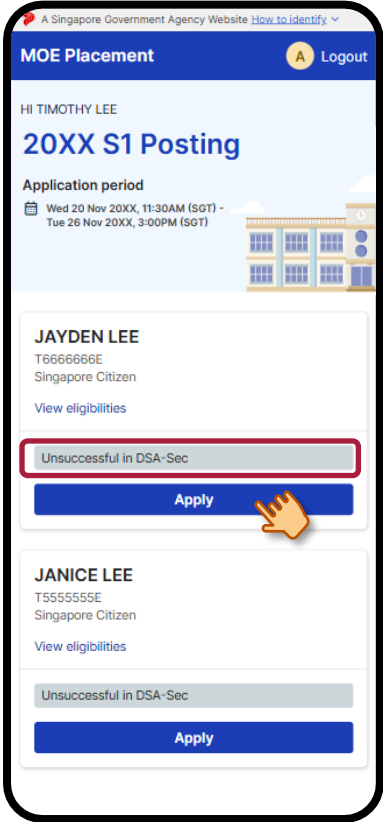 A Singapore Government Agency Website How to identify
MOE Placement
A Logout
HI TIMOTHY LEE
20XX S1 Posting
Application period
Wed 20 Nov 20XX, 11:30AM (SGT) -
Tue 26 Nov 20XX, 3:00PM (SGT)
JAYDEN LEE
T6666666E
Singapore Citizen
View eligibilities
Unsuccessful in DSA-Sec
Apply
JANICE LEE
T5555555E
Singapore Citizen
View eligibilities
Unsuccessful in DSA-Sec
Apply